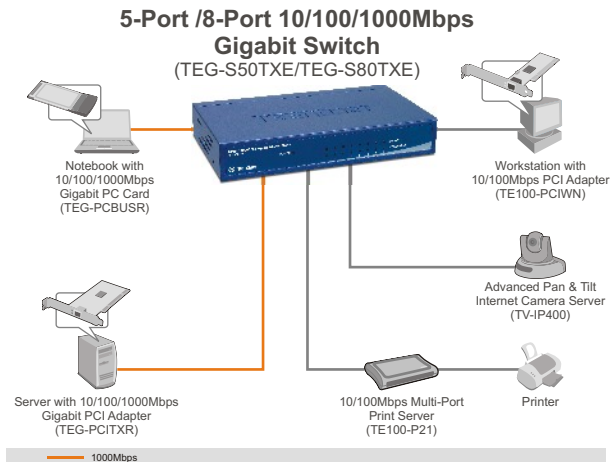 5-Port /8-Port 10/100/1000Mbps
Gigabit Switch
(TEG-S50TXE/TEG-S80TXE)
Notebook with
10/100/1000Mbps
Gigabit PC Card
(TEG-PCBUSR)
Workstation with
10/100Mbps PCI Adapter
(TE100-PCIWN)
Advanced Pan & Tilt
Internet Camera Server
(TV-IP400)
Server with 10/100/1000Mbps
Gigabit PCI Adapter
(TEG-PCITXR)
10/100Mbps Multi-Port
Print Server
(TE100-P21)
Printer
1000Mbps